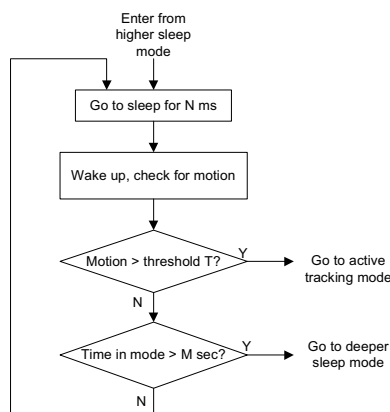 Enter from
higher sleep
mode
Go to sleep for N ms
Wake up, check for motion
Motion > threshold T?
Y
Go to active
tracking mode
N
Time in mode > M sec?
Y
Go to deeper
sleep mode
N